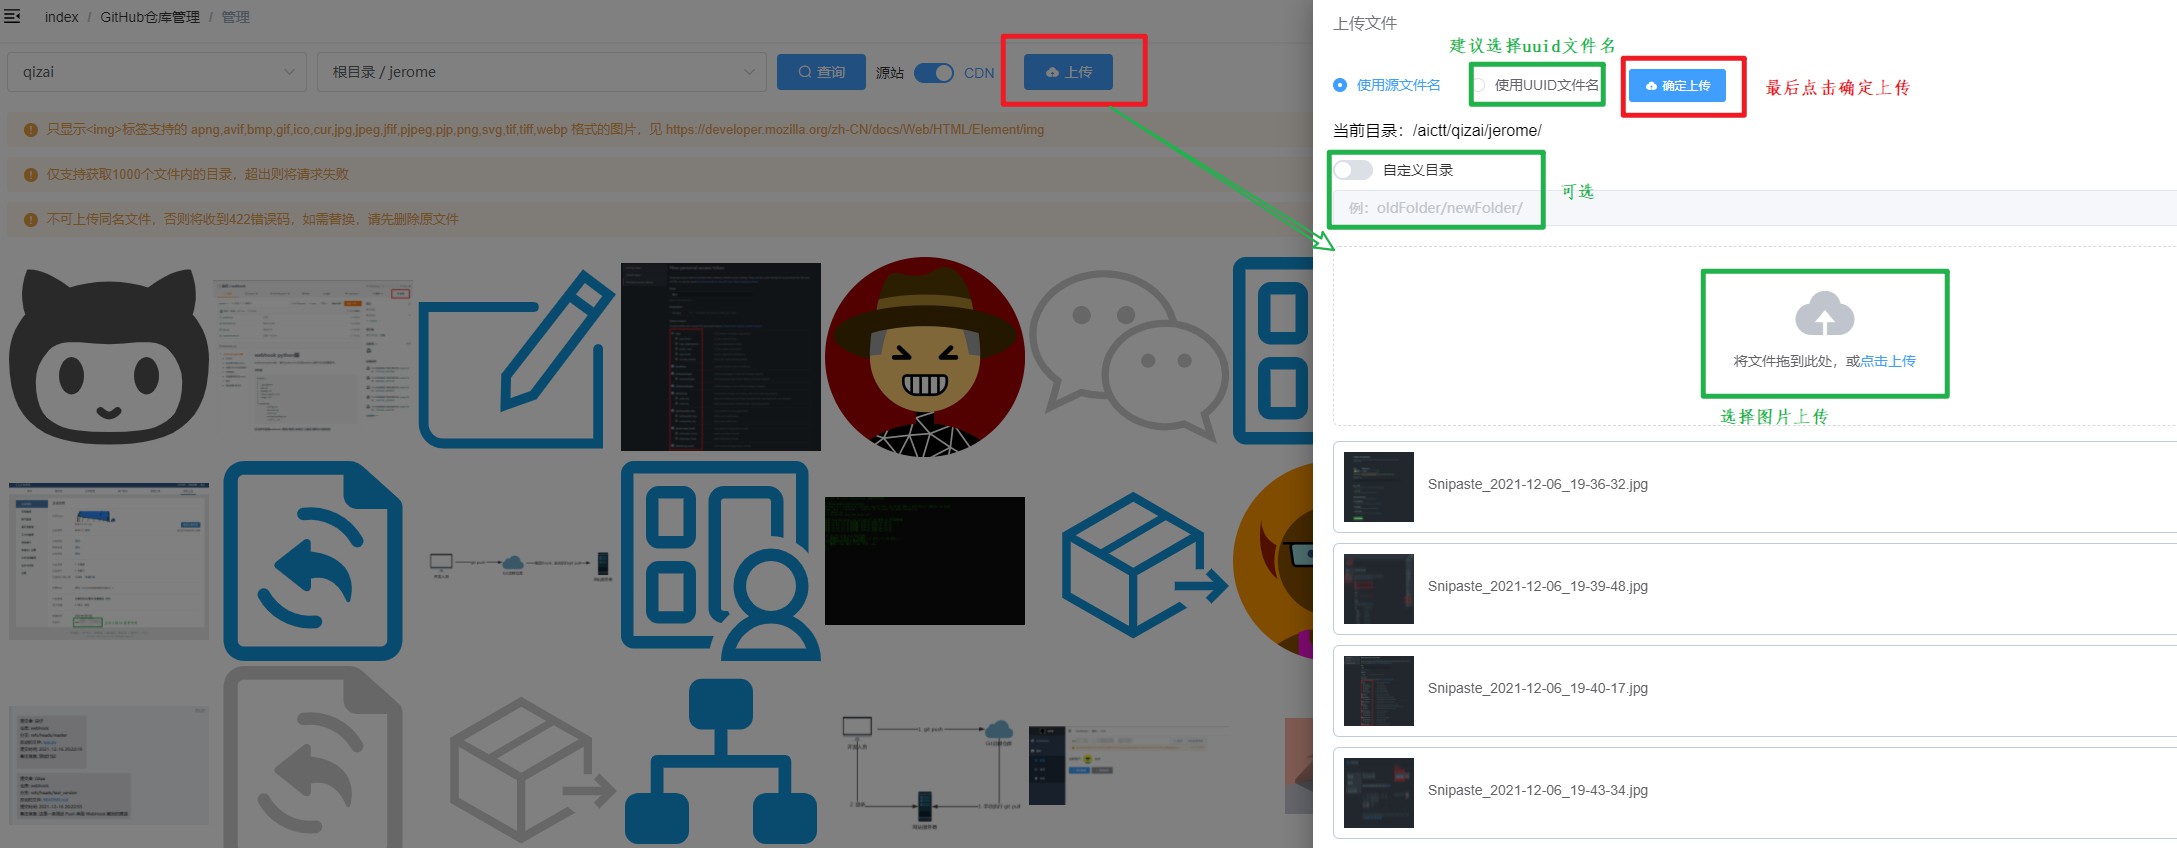 index / GitHub仓库管理 / 管理
qizai
根目录 / jerome
查询
源站
CDN
上传
只显示<img>标签支持的 apng,avif,bmp,gif,ico,cur,jpg,jpeg,jfif,pjpeg,pjp,png,svg,tif,tiff,webp 格式的图片，见 https://developer.mozilla.org/zh-CN/docs/Web/HTML/Element/img
仅支持获取1000个文件内的目录，超出则将请求失败
不可上传同名文件，否则将收到422错误码，如需替换，请先删除原文件
上传文件
建议选择uuid文件名
使用源文件名
使用UUID文件名
确定上传
最后点击确定上传
当前目录：/aictt/qizai/jerome/
自定义目录
可选
例：oldFolder/newFolder/
将文件拖到此处，或点击上传
选择图片上传
Snipaste_2021-12-06_19-36-32.jpg
Snipaste_2021-12-06_19-39-48.jpg
Snipaste_2021-12-06_19-40-17.jpg
Snipaste_2021-12-06_19-43-34.jpg